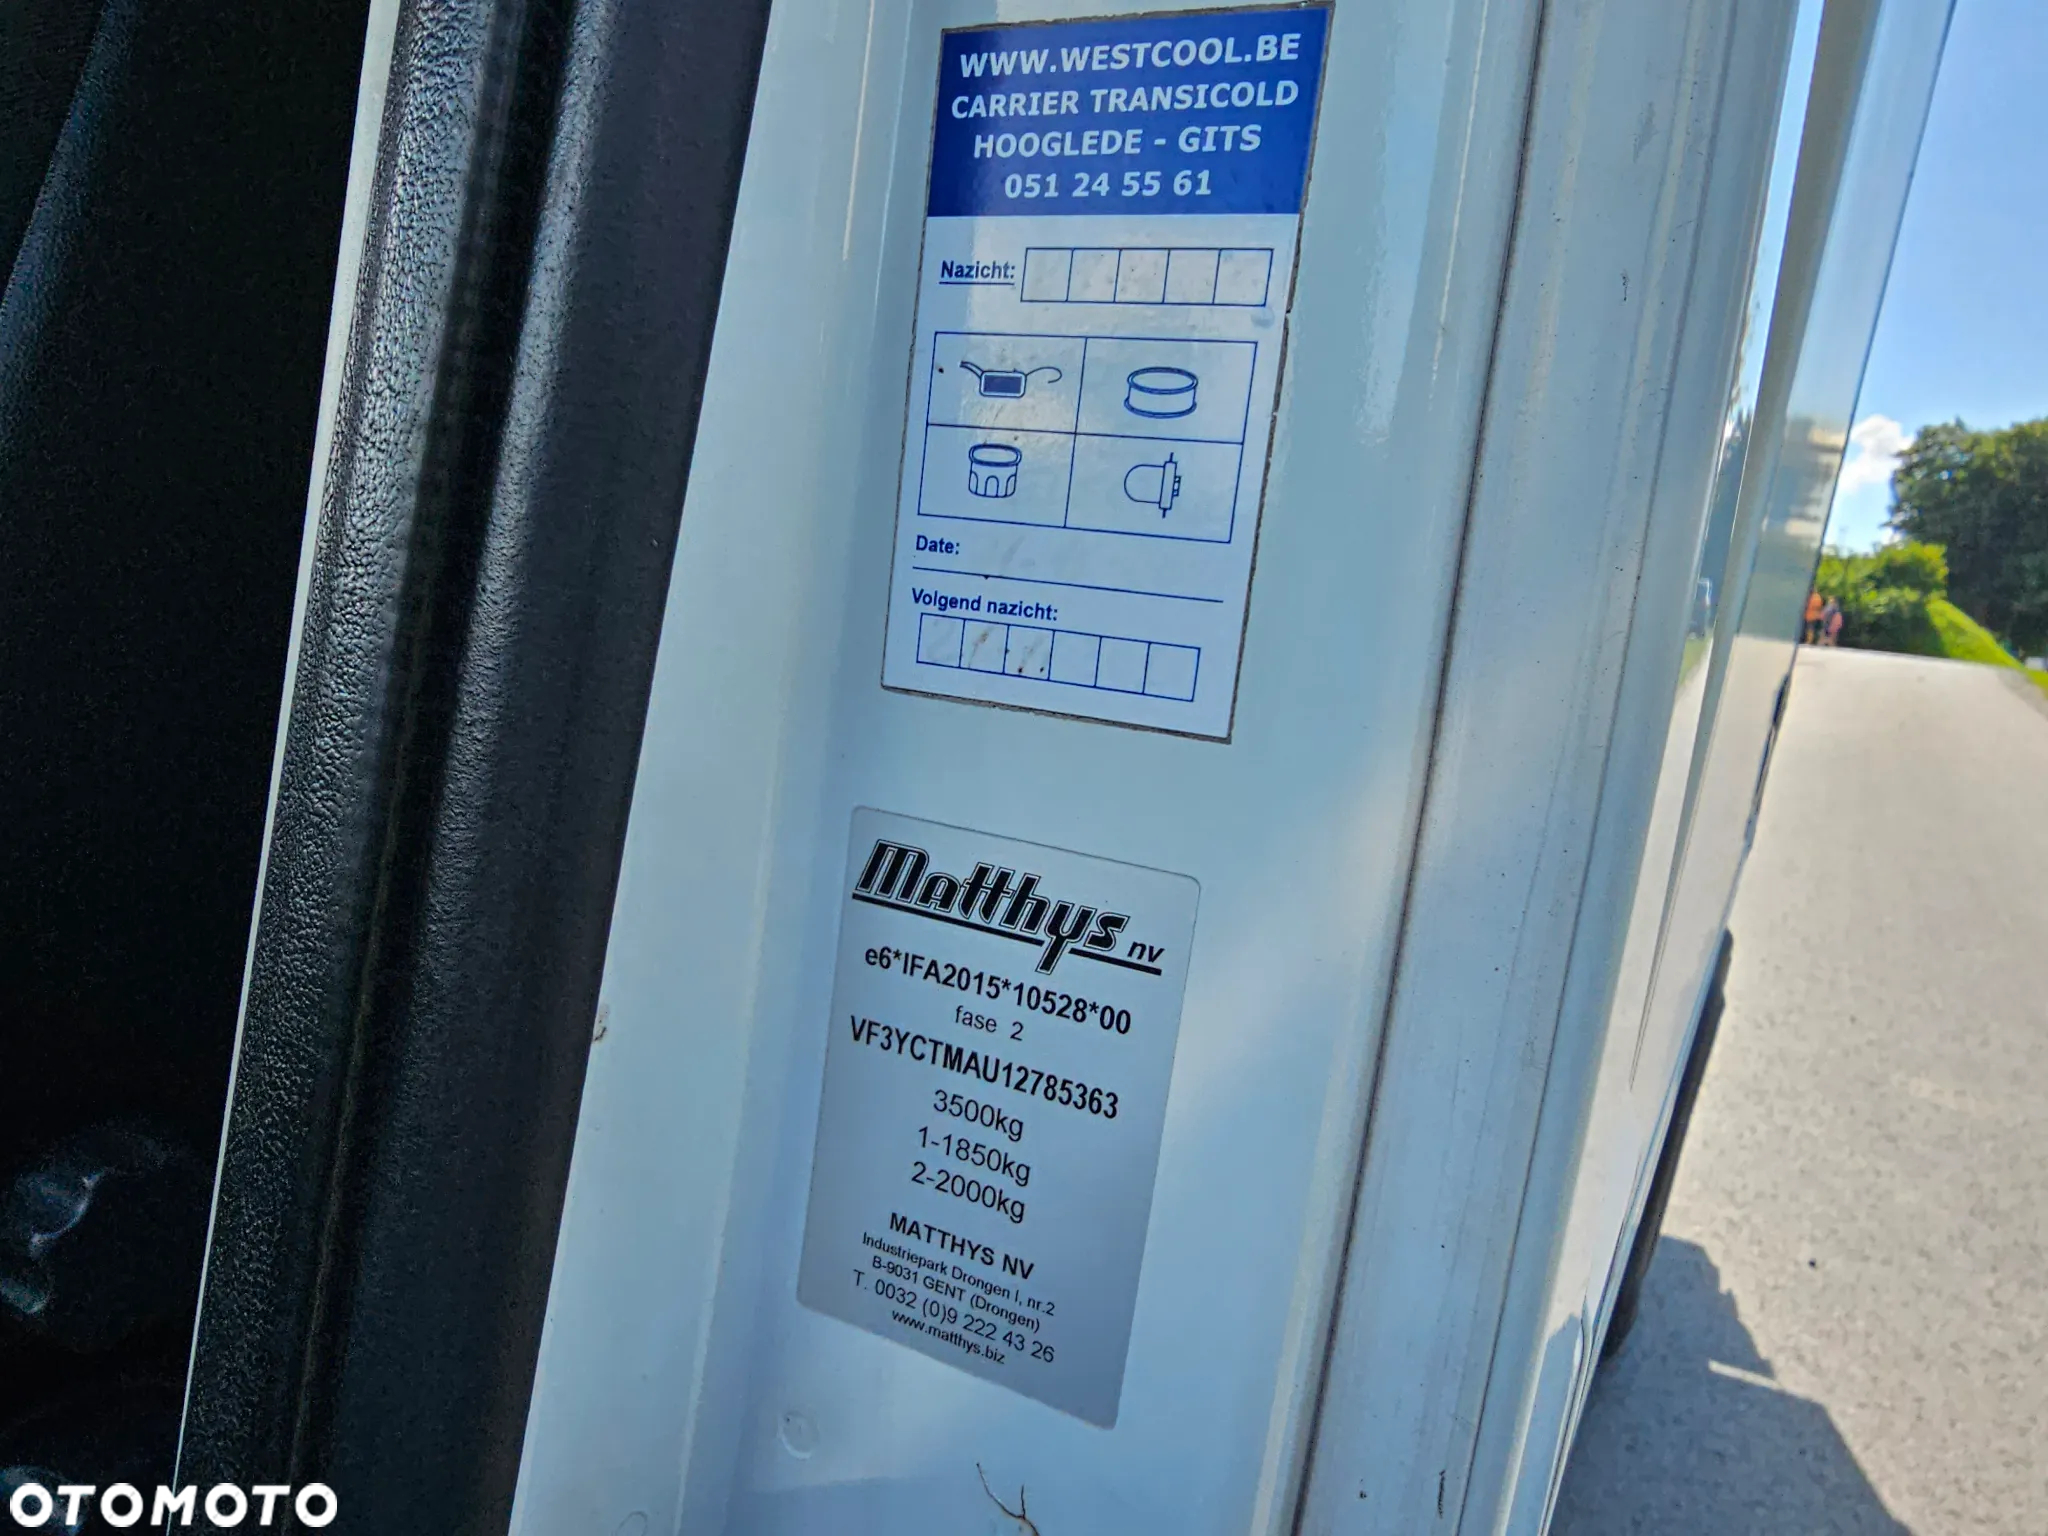 WWW.WESTCOOL.BE
CARRIER TRANSICOLD
HOOGLEDE - GITS
051 24 55 61
Nazicht:
Date:
Volgend nazicht:
Matthys nv
e6*IFA2015*10528*00
fase 2
VF3YCTMAU12785363
3500kg
1-1850kg
2-2000kg
MATTHYS NV
Industriepark Drongen I, nr.2
B-9031 GENT (Drongen)
T. 0032 (0)9 222 43 26
www.matthys.biz
OTOMOTO